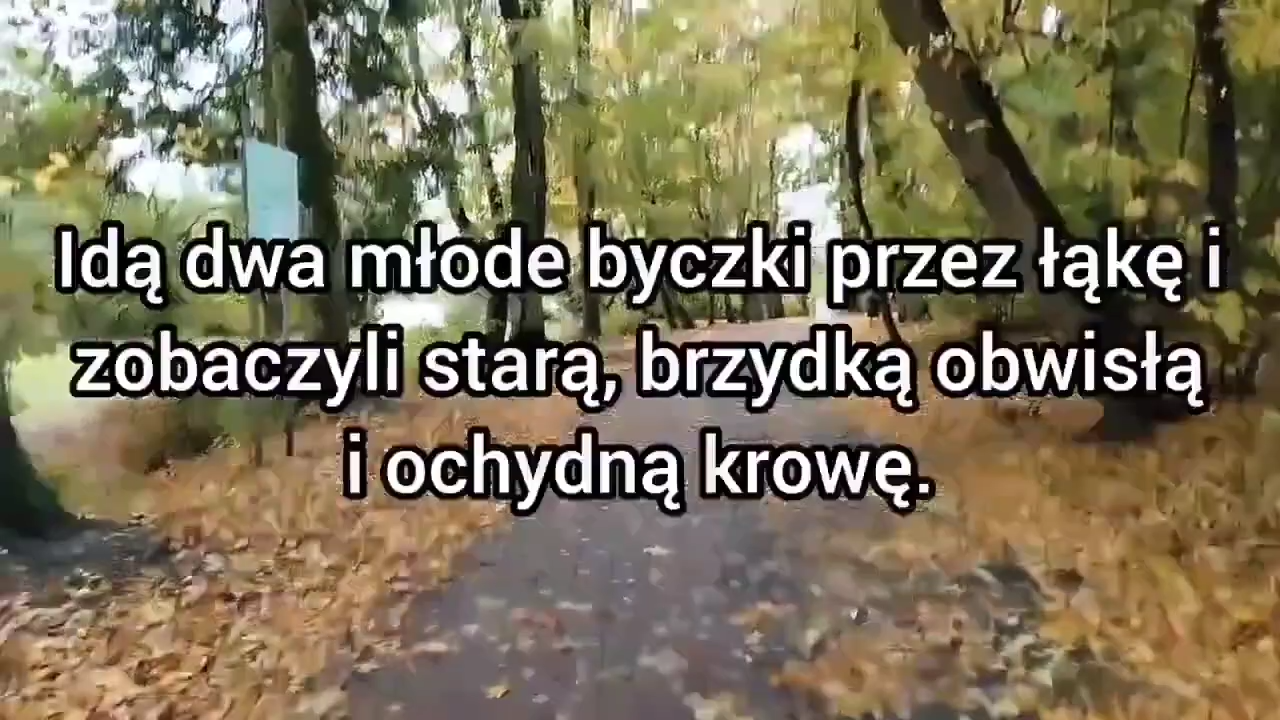 Idą dwa młode byczki przez łąkę i
zobaczyli starą, brzydką obwisłą
i ochydną krowę.